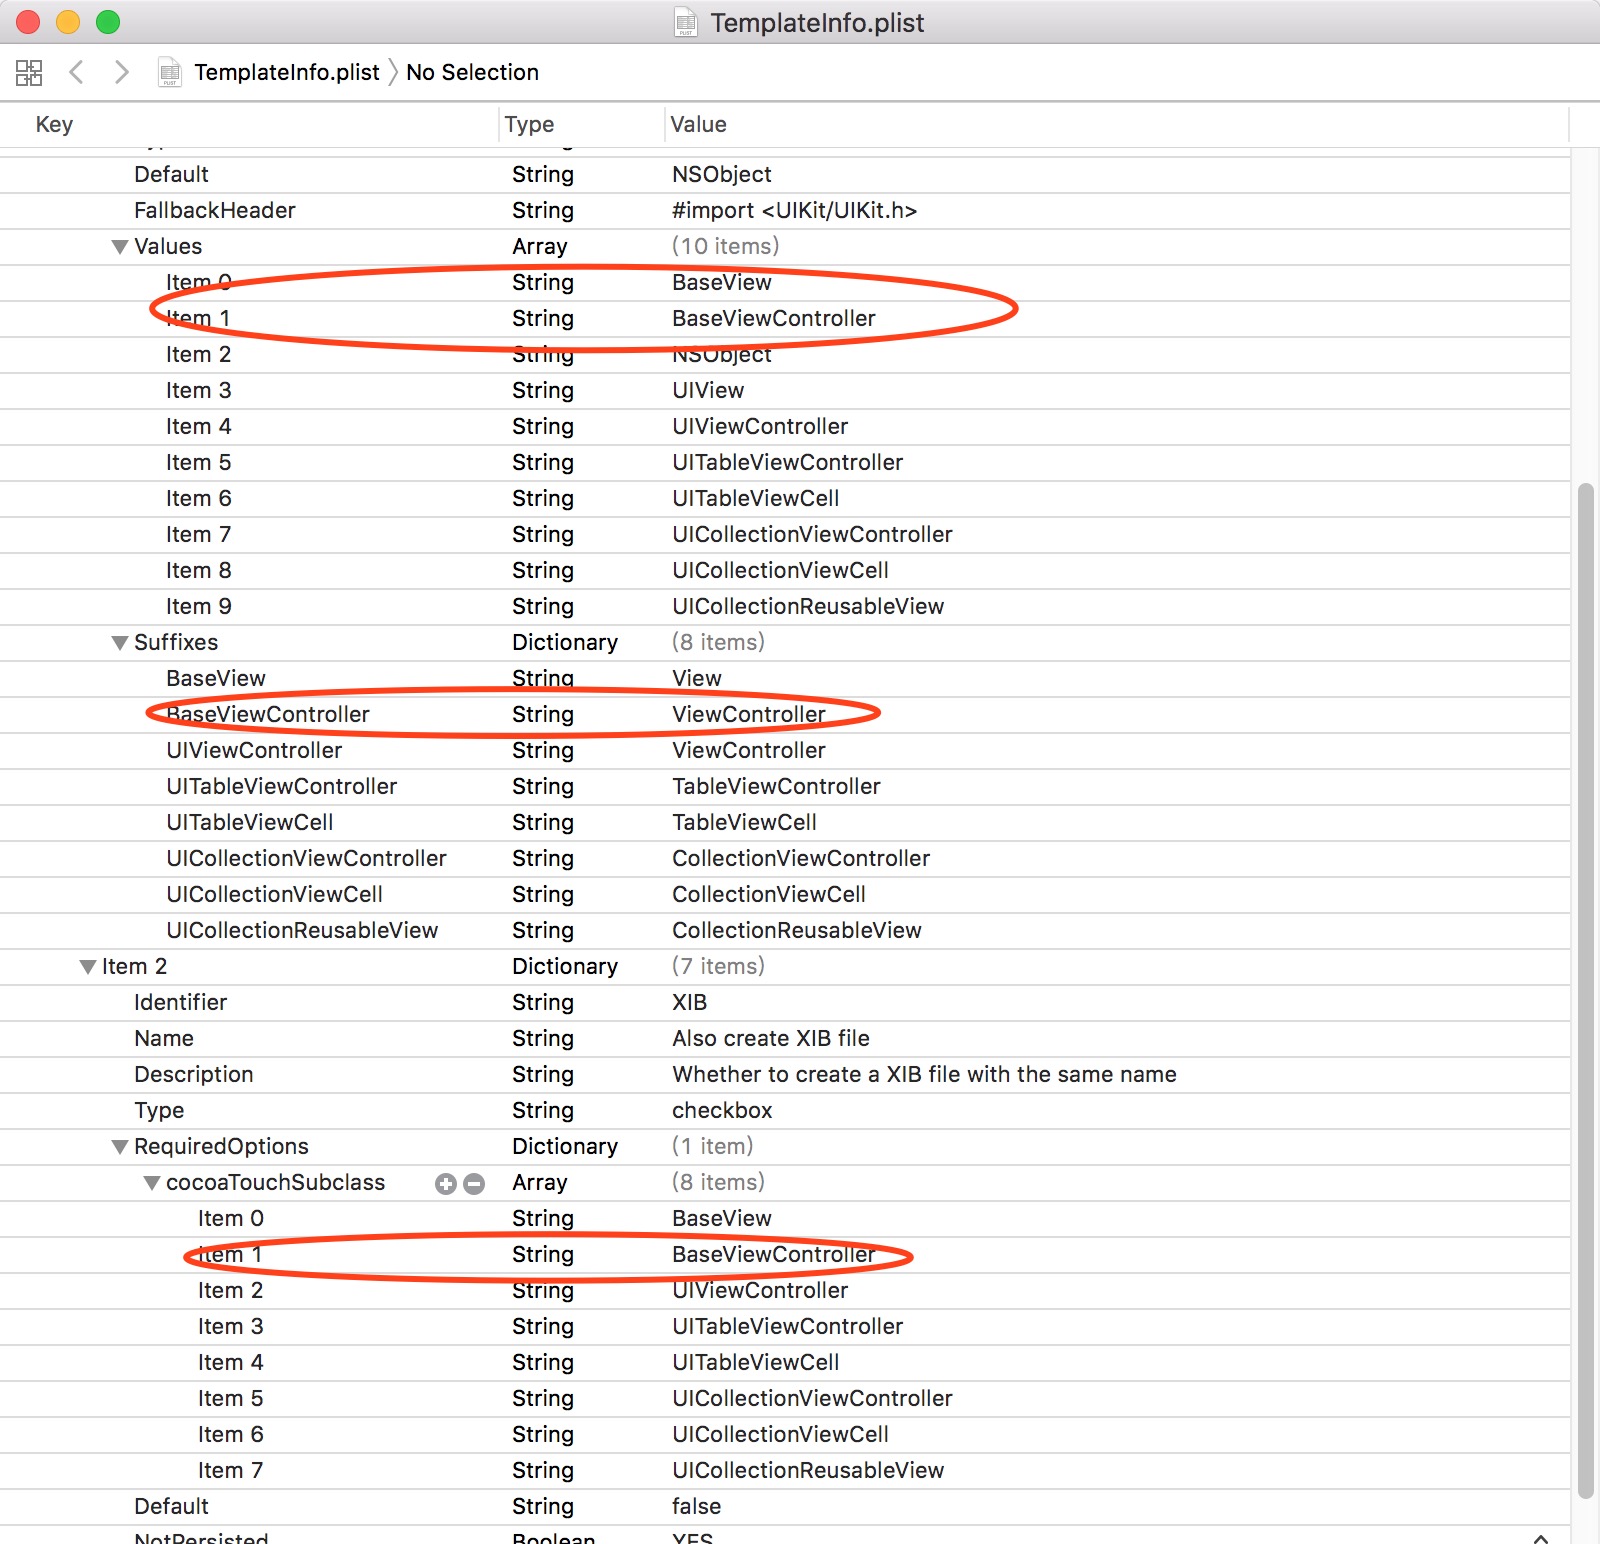 TemplateInfo.plist
TemplateInfo.plist No Selection
Key Type Value
Default String NSObject
FallbackHeader String #import <UIKit/UIKit.h>
Values Array (10 items)
Item 0 String BaseView
Item 1 String BaseViewController
Item 2 String NSObject
Item 3 String UIView
Item 4 String UIViewController
Item 5 String UITableViewController
Item 6 String UITableViewCell
Item 7 String UICollectionViewController
Item 8 String UICollectionViewCell
Item 9 String UICollectionReusableView
Suffixes Dictionary (8 items)
BaseView String View
BaseViewController String ViewController
UIViewController String ViewController
UITableViewController String TableViewController
UITableViewCell String TableViewCell
UICollectionViewController String CollectionViewController
UICollectionViewCell String CollectionViewCell
UICollectionReusableView String CollectionReusableView
Item 2 Dictionary (7 items)
Identifier String XIB
Name String Also create XIB file
Description String Whether to create a XIB file with the same name
Type String checkbox
RequiredOptions Dictionary (1 item)
cocoaTouchSubclass Array (8 items)
Item 0 String BaseView
Item 1 String BaseViewController
Item 2 String UIViewController
Item 3 String UITableViewController
Item 4 String UITableViewCell
Item 5 String UICollectionViewController
Item 6 String UICollectionViewCell
Item 7 String UICollectionReusableView
Default String false
NotPersisted Boolean YES